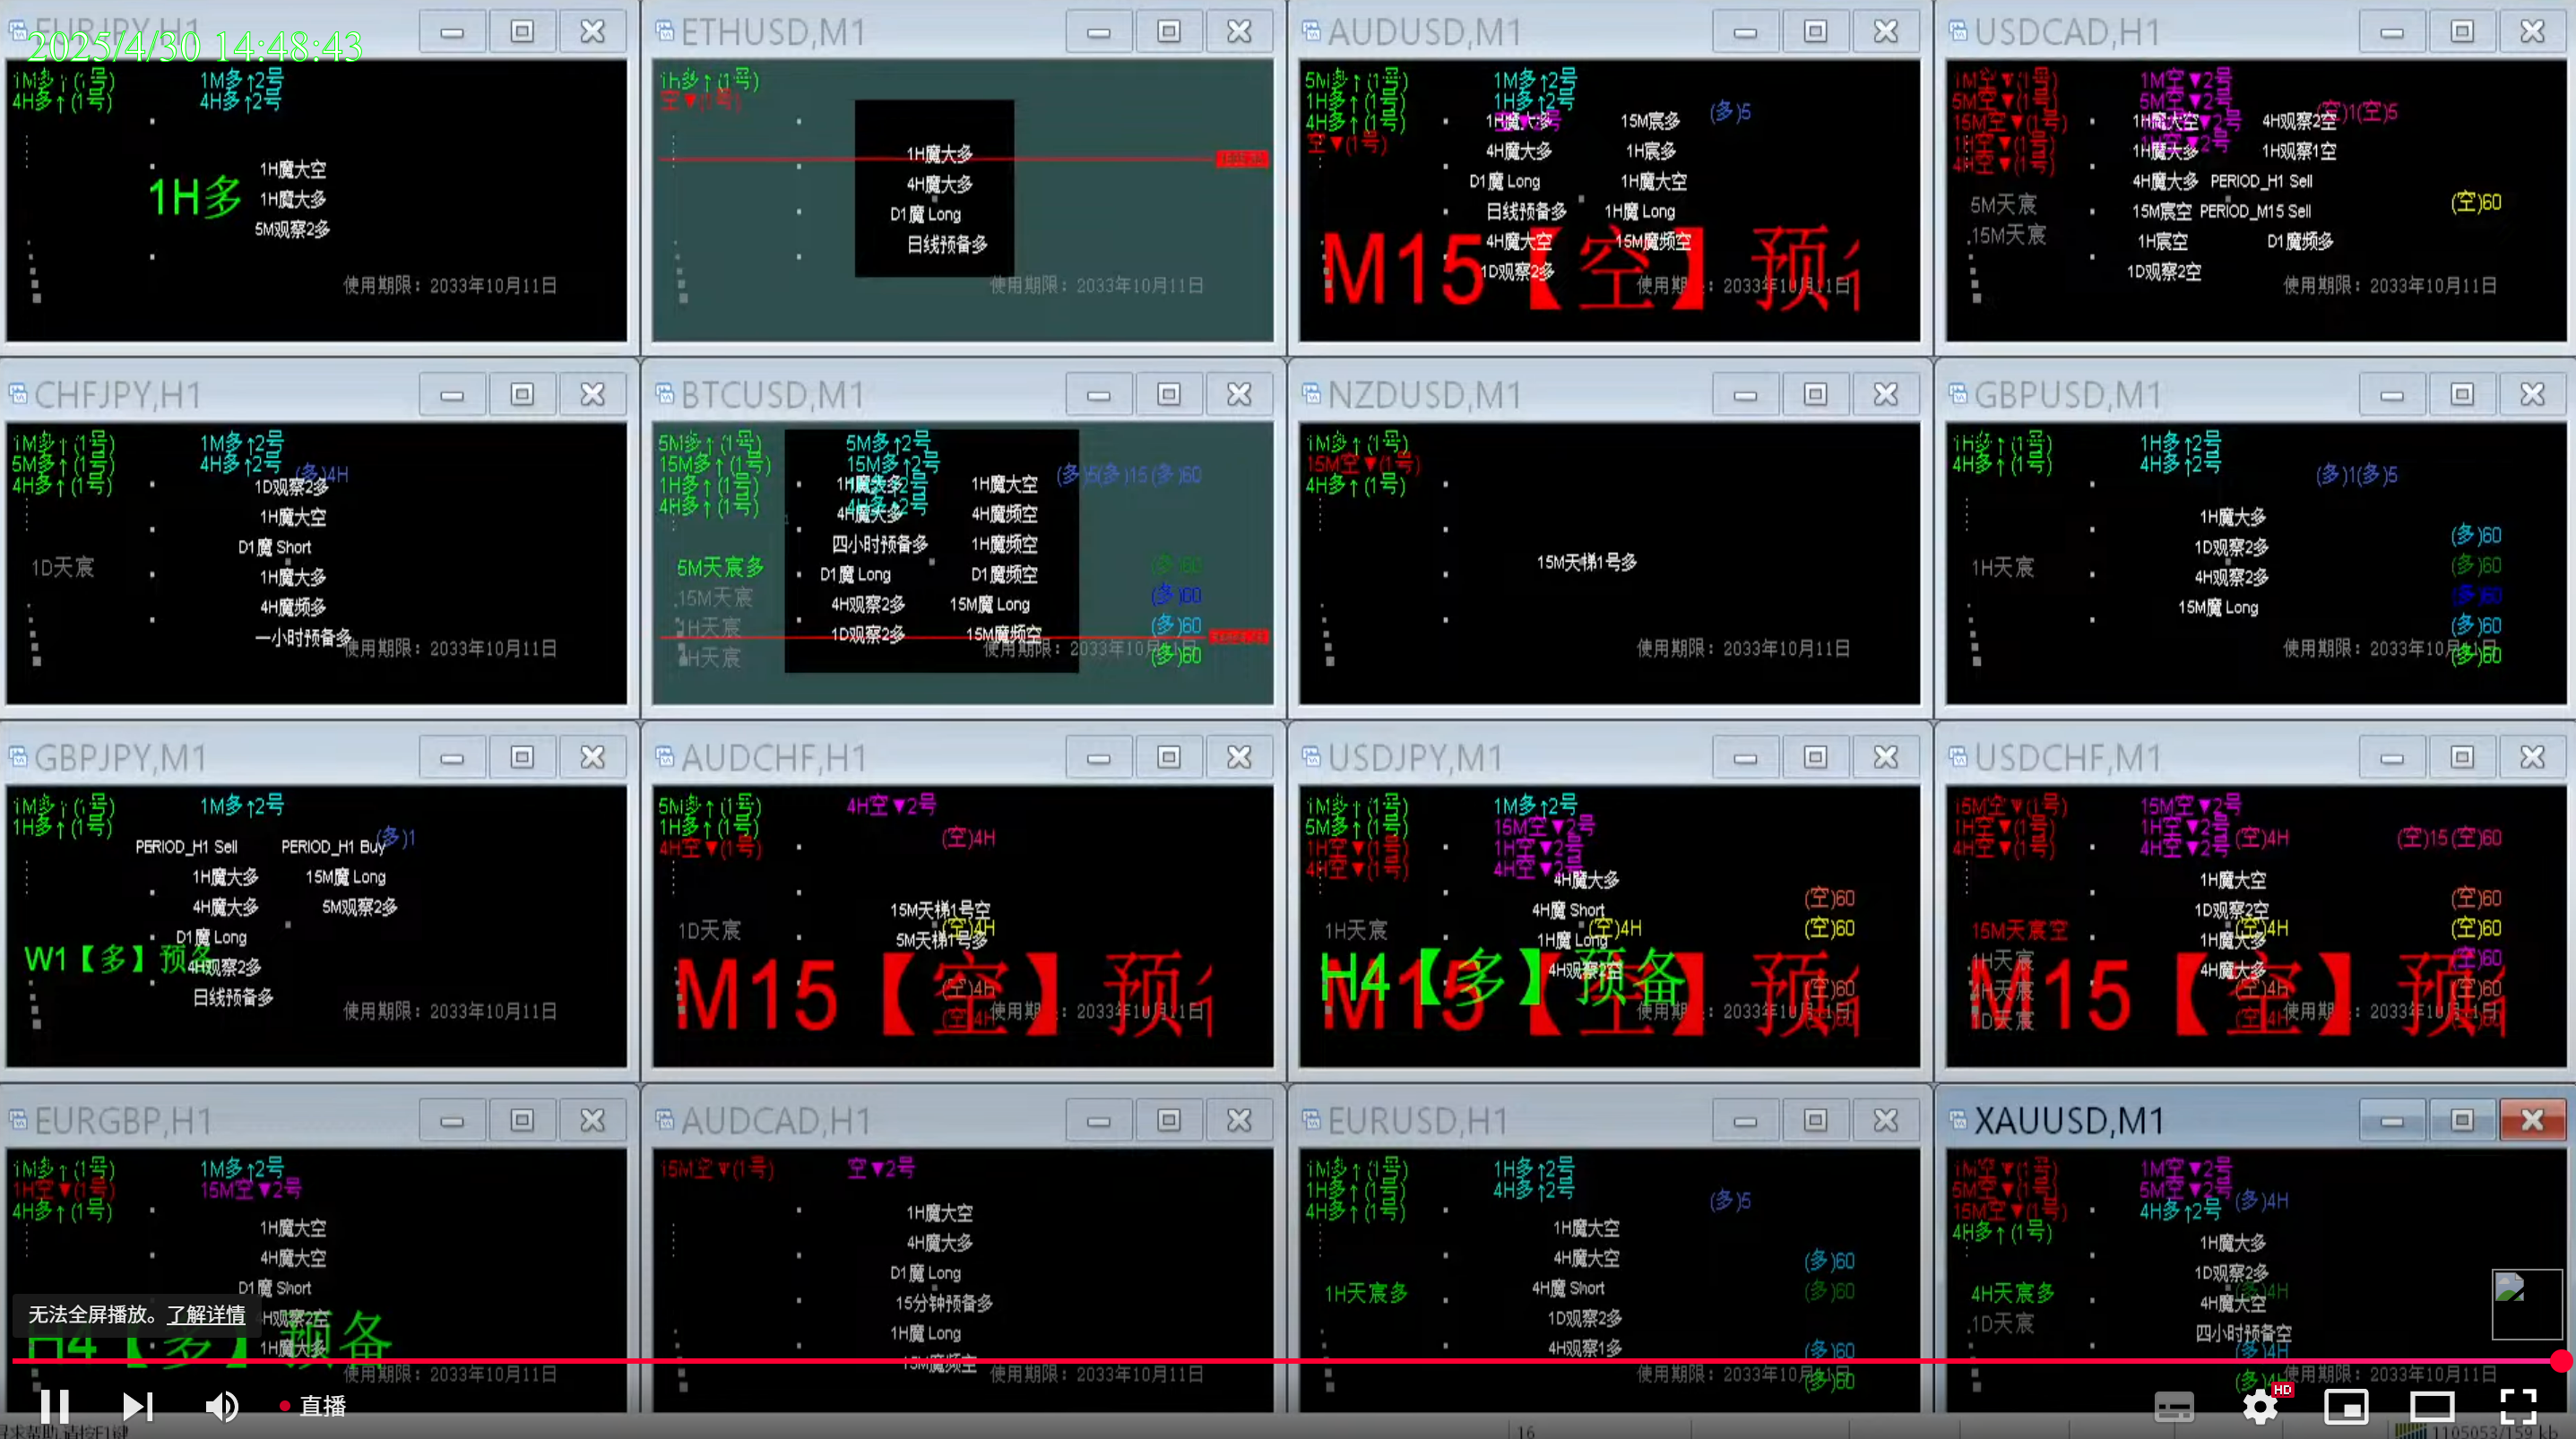 EURJPY,H1
2025/4/30 14:48:43
1M多↑(1号)
4H多↑(1号)
1M多↑2号
4H多↑2号
1H多
1H魔大空
1H魔大多
5M观察2多
使用期限：2033年10月11日
ETHUSD,M1
1h多↑(1号)
空▼(1号)
1H魔大多
4H魔大多
D1魔 Long
日线预备多
使用期限：2033年10月11日
AUDUSD,M1
5M多↑(1号)
1H多↑(1号)
4H多↑(1号)
空▼(1号)
1M多↑2号
1H多↑2号
(多)5
1H魔大多
15M宸多
4H魔大多
1H宸多
D1魔 Long
1H魔大空
日线预备多
1H魔 Long
4H魔大空
15M魔频空
1D观察2多
M15【空】预
2033年10月11日
USDCAD,H1
1M空▼(1号)
5M空▼(1号)
15M空▼(1号)
1H空▼(1号)
4H空▼(1号)
1M空▼2号
5M空▼2号
(空)1(空)5
1H魔大空
4H观察2空
1H魔大多
1H观察1空
4H魔大多
PERIOD_H1 Sell
15M宸空
PERIOD_M15 Sell
1H宸空
D1魔频多
1D观察2空
5M天宸
15M天宸
(空)60
使用期限：2033年10月11日
CHFJPY,H1
1M多↑(1号)
5M多↑(1号)
4H多↑(1号)
1M多↑2号
4H多↑2号
(多)4H
1D观察2多
1H魔大空
D1魔 Short
1H魔大多
4H魔频多
一小时预备多
1D天宸
使用期限：2033年10月11日
BTCUSD,M1
5M多↑(1号)
15M多↑(1号)
1H多↑(1号)
4H多↑(1号)
5M多↑2号
15M多↑2号
(多)5(多)15(多)60
1H魔大多
1H魔大空
4H魔大多
4H魔频空
四小时预备多
1H魔频空
D1魔 Long
D1魔频空
4H观察2多
15M魔 Long
1D观察2多
15M魔频空
5M天宸多
15M天宸
1H天宸
4H天宸
(多)60
(多)60
(多)60
(多)60
使用期限：2033年10月11日
NZDUSD,M1
1M多↑(1号)
15M空▼(1号)
4H多↑(1号)
15M天梯1号多
使用期限：2033年10月11日
GBPUSD,M1
1H多↑(1号)
4H多↑(1号)
1H多↑2号
4H多↑2号
(多)1(多)5
1H魔大多
1D观察2多
4H观察2多
15M魔 Long
1H天宸
(多)60
(多)60
(多)60
(多)60
(多)60
使用期限：2033年10月11日
GBPJPY,M1
1M多↑(1号)
1H多↑(1号)
1M多↑2号
(多)1
PERIOD_H1 Sell
PERIOD_H1 Buy
1H魔大多
15M魔 Long
4H魔大多
5M观察2多
D1魔 Long
4H观察2多
日线预备多
W1【多】预备
使用期限：2033年10月11日
AUDCHF,H1
5M多↑(1号)
1H多↑(1号)
4H空▼(1号)
4H空▼2号
(空)4H
15M天梯1号空
(空)4H
5M天梯1号多
1D天宸
M15【空】预
(空)4H
(空)4H
2033年10月11日
USDJPY,M1
1M多↑(1号)
5M多↑(1号)
1H空▼(1号)
4H空▼(1号)
1M多↑2号
15M空▼2号
1H空▼2号
4H空▼2号
4H魔大多
4H魔 Short
1H魔 Long
4H观察2空
1H天宸
(空)4H
(空)60
(空)60
(空)60
M15【空】预
H4【多】预备
2033年10月11日
USDCHF,M1
15M空▼(1号)
1H空▼(1号)
4H空▼(1号)
15M空▼2号
1H空▼2号
4H空▼2号
(空)4H
(空)15(空)60
1H魔大空
1D观察2空
1H魔大多
4H魔大多
15M天宸空
1H天宸
4H天宸
1D天宸
(空)4H
(空)4H
(空)60
(空)60
(空)60
(空)60
M15【空】预
2033年10月11日
EURGBP,H1
1M多↑(1号)
1H空▼(1号)
4H多↑(1号)
1M多↑2号
15M空▼2号
1H魔大空
4H魔大空
D1魔 Short
4H观察2空
1H魔大多
H4【多】预备
使用期限：2033年10月11日
AUDCAD,H1
15M空▼(1号)
空▼2号
1H魔大空
4H魔大多
D1魔 Long
15分钟预备多
1H魔 Long
15M魔频空
使用期限：2033年10月11日
EURUSD,H1
1M多↑(1号)
1H多↑(1号)
4H多↑(1号)
1H多↑2号
4H多↑2号
(多)5
1H魔大空
4H魔大空
4H魔 Short
1D观察2多
4H观察1多
1H天宸多
(多)60
(多)60
(多)60
(多)60
使用期限：2033年10月11日
XAUUSD,M1
1M空▼(1号)
5M空▼(1号)
15M空▼(1号)
4H多↑(1号)
1M空▼2号
5M空▼2号
4H多↑2号
(多)4H
1H魔大多
1D观察2多
4H魔大空
四小时预备空
4H天宸多
1D天宸
(多)4H
(多)4H
(多)4H
使用期限：2033年10月11日
无法全屏播放。了解详情
直播
HD
16
1105053/159 kb